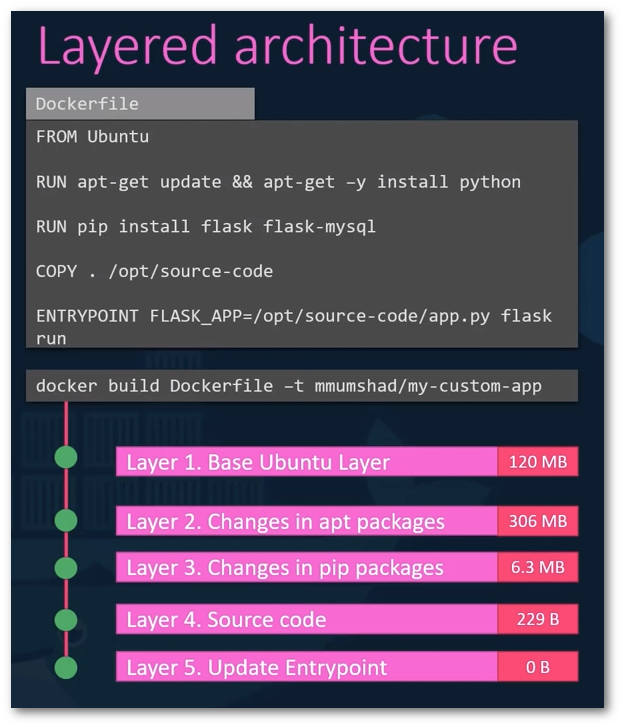 Layered architecture
Dockerfile
FROM Ubuntu
RUN apt-get update && apt-get –y install python
RUN pip install flask flask-mysql
COPY . /opt/source-code
ENTRYPOINT FLASK_APP=/opt/source-code/app.py flask
run
docker build Dockerfile –t mmumshad/my-custom-app
Layer 1. Base Ubuntu Layer 120 MB
Layer 2. Changes in apt packages 306 MB
Layer 3. Changes in pip packages 6.3 MB
Layer 4. Source code 229 B
Layer 5. Update Entrypoint 0 B